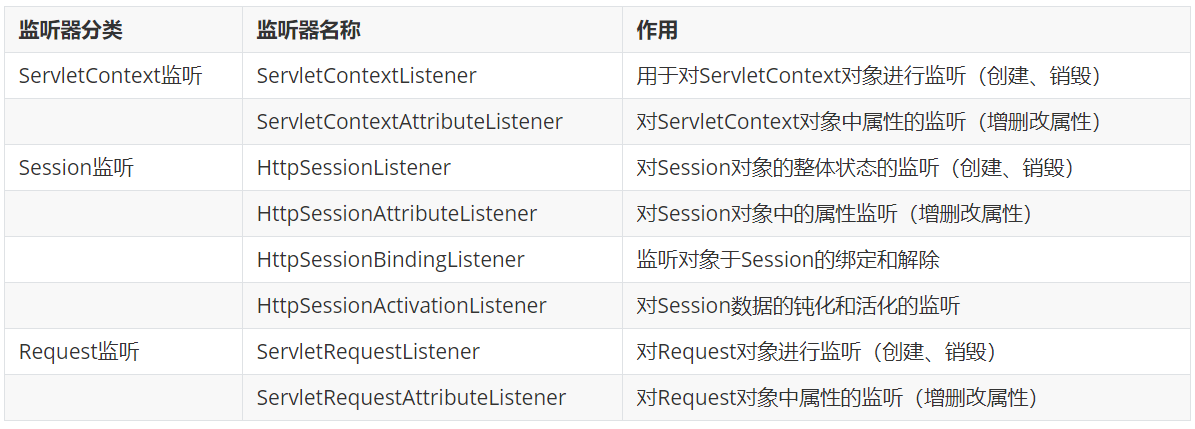 监听器分类 监听器名称 作用
ServletContext监听 ServletContextListener 用于对ServletContext对象进行监听（创建、销毁）
ServletContextAttributeListener 对ServletContext对象中属性的监听（增删改属性）
Session监听 HttpSessionListener 对Session对象的整体状态的监听（创建、销毁）
HttpSessionAttributeListener 对Session对象中的属性监听（增删改属性）
HttpSessionBindingListener 监听对象于Session的绑定和解除
HttpSessionActivationListener 对Session数据的钝化和活化的监听
Request监听 ServletRequestListener 对Request对象进行监听（创建、销毁）
ServletRequestAttributeListener 对Request对象中属性的监听（增删改属性）